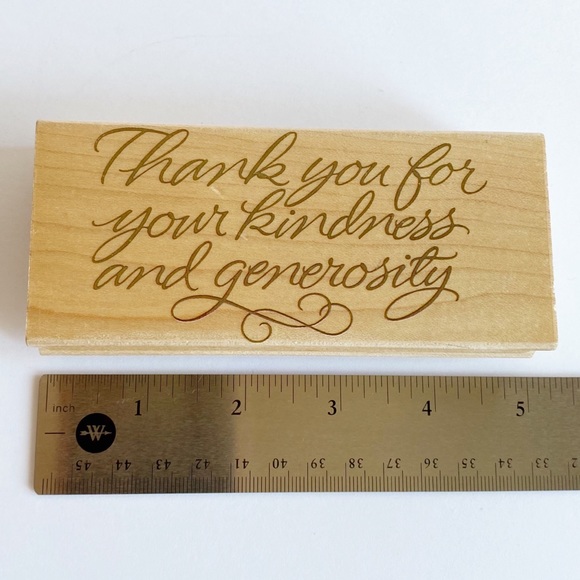 Thank you for
your kindness
and generosity
inch 1 2 3 4 5
W
45 44 43 42 41 40 39 38 37 36 35 34 33